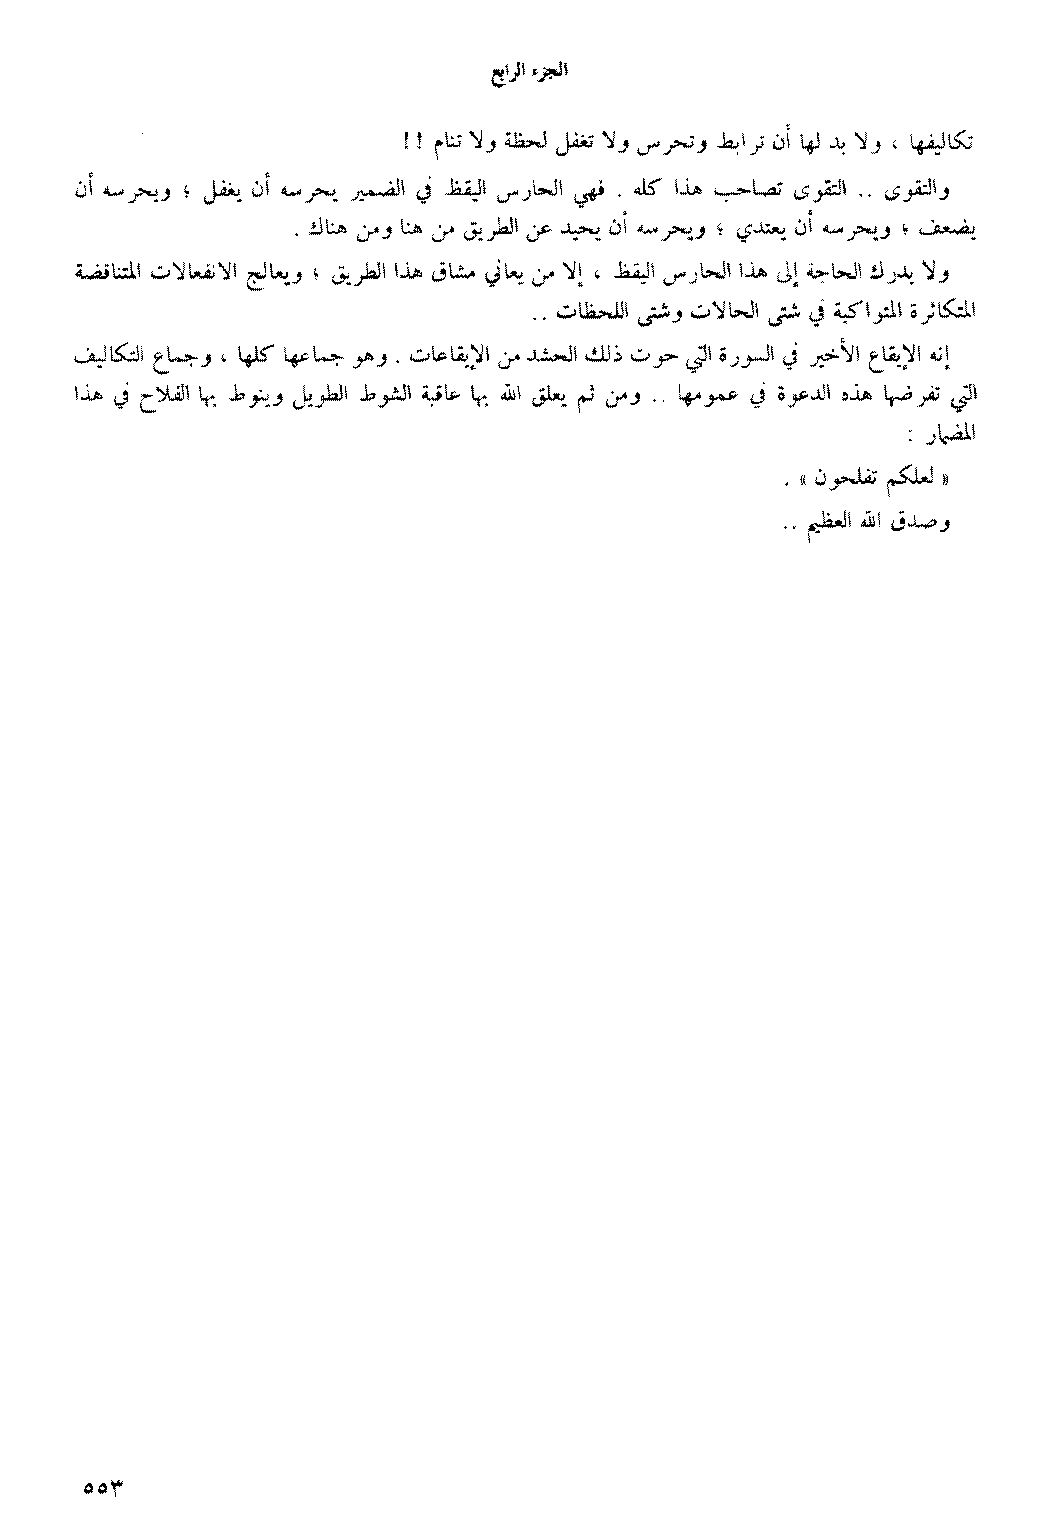 الجزء الرابع
تكاليفها ، ولا بد لها أن ترابط وتحرس ولا تغفل لحظة ولا تنام !!
والتقوى .. التقوى تصاحب هذا كله . فهي الحارس اليقظ في الضمير يحرسه أن يغفل ؛ ويحرسه أن
يضعف ؛ ويحرسه أن يعتدي ؛ ويحرسه أن يحيد عن الطريق من هنا ومن هناك .
ولا يدرك الحاجة إلى هذا الحارس اليقظ ، إلا من يعاني مشاق هذا الطريق ؛ ويعالج الانفعالات المتناقضة
المتكاثرة المتواكبة في شتى الحالات وشتى اللحظات ..
إنه الإيقاع الأخير في السورة التي حوت ذلك الحشد من الإيقاعات . وهو جماعها كلها ، وجماع التكاليف
التي تفرضها هذه الدعوة في عمومها .. ومن ثم يعلق الله بها عاقبة الشوط الطويل وينوط بها الفلاح في هذا
المضمار :
« لعلكم تفلحون » .
وصدق الله العظيم ..
٥٥٣